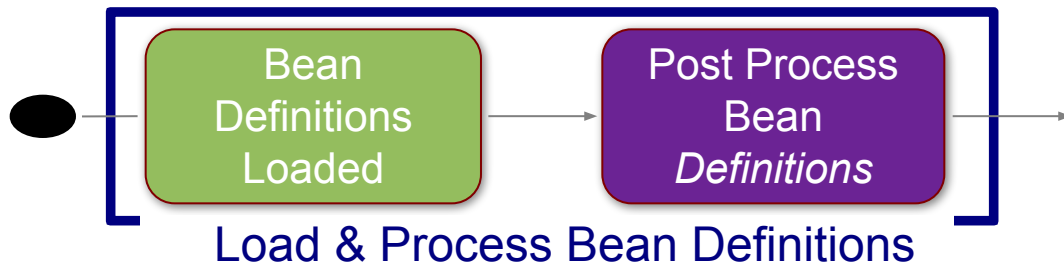 Bean
Definitions
Loaded
Post Process
Bean
Definitions
Load & Process Bean Definitions